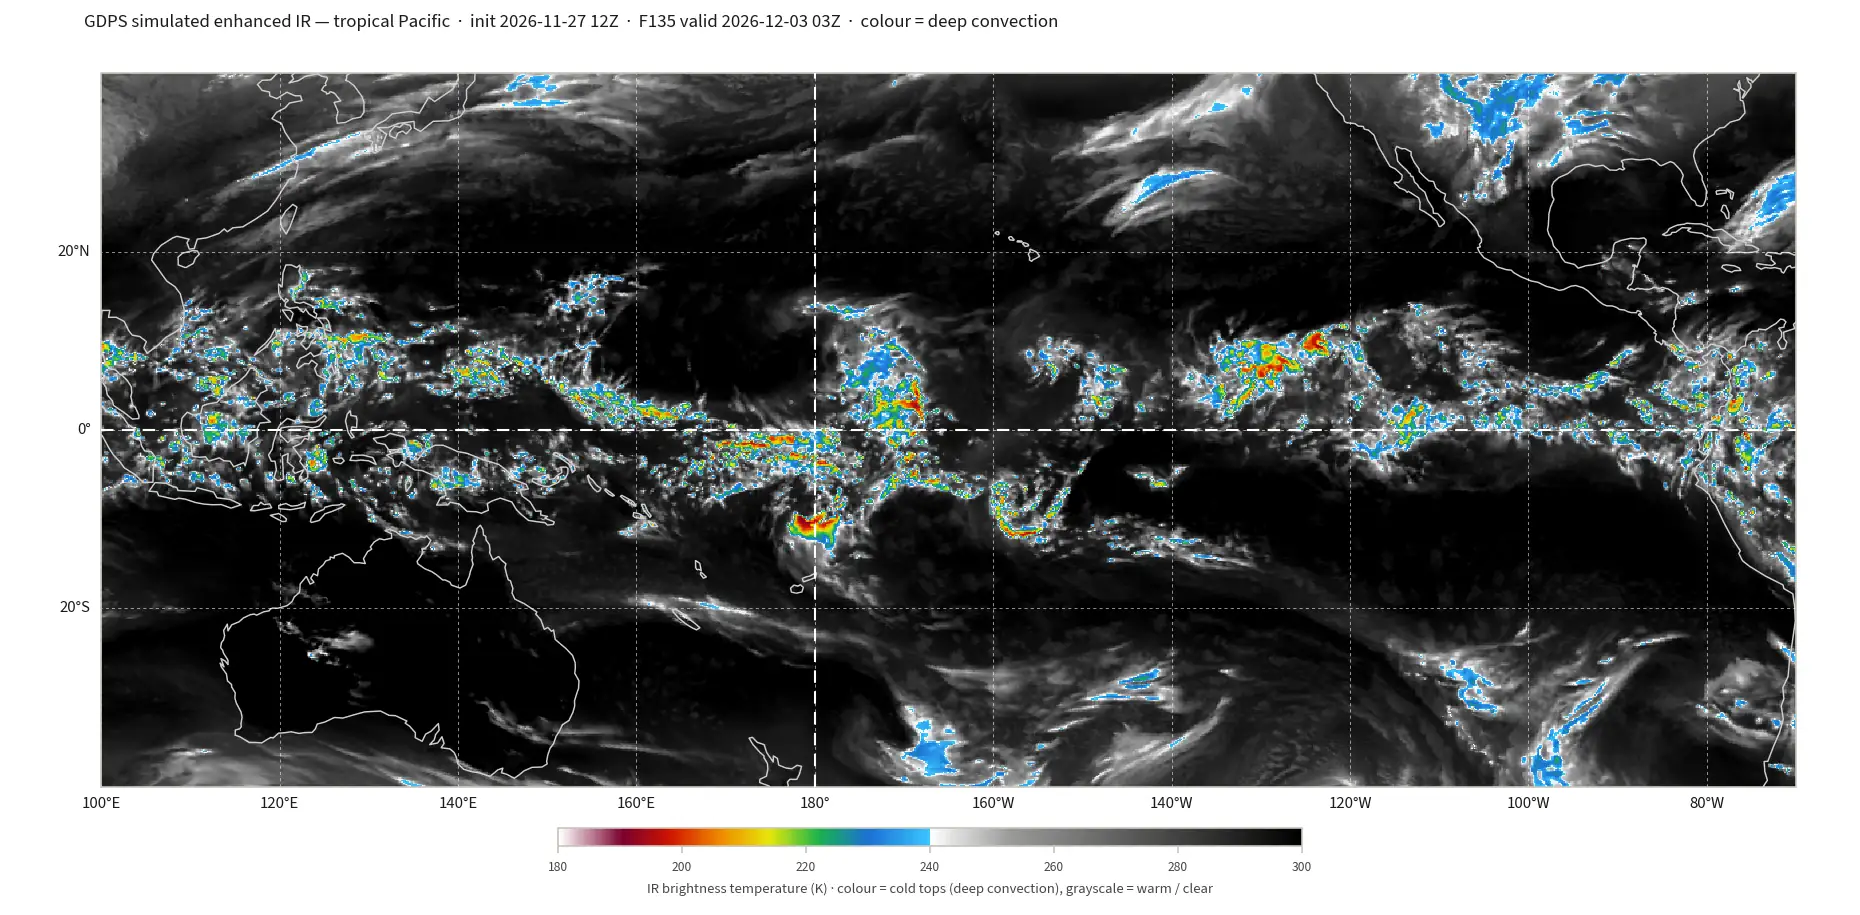 GDPS simulated enhanced IR — tropical Pacific · init 2026-11-27 12Z · F135 valid 2026-12-03 03Z · colour = deep convection
20°N
0°
20°S
100°E 120°E 140°E 160°E 180° 160°W 140°W 120°W 100°W 80°W
180 200 220 240 260 280 300
IR brightness temperature (K) · colour = cold tops (deep convection), grayscale = warm / clear